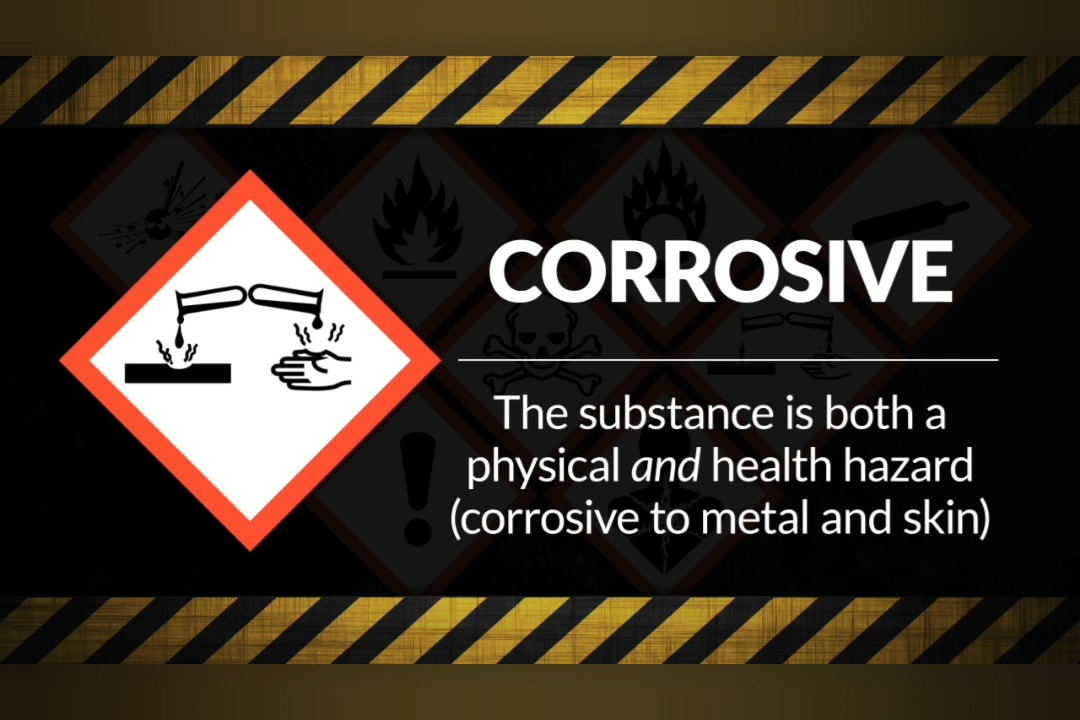 CORROSIVE
The substance is both a
physical and health hazard
(corrosive to metal and skin)